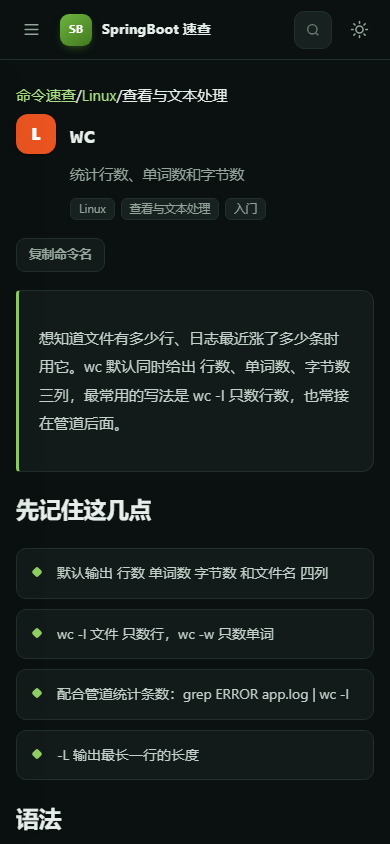 SB SpringBoot 速查
命令速查/Linux/查看与文本处理
L wc
统计行数、单词数和字节数
Linux 查看与文本处理 入门
复制命令名
想知道文件有多少行、日志最近涨了多少条时
用它。wc 默认同时给出 行数、单词数、字节数
三列，最常用的写法是 wc -l 只数行数，也常接
在管道后面。
先记住这几点
默认输出 行数 单词数 字节数 和文件名 四列
wc -l 文件 只数行，wc -w 只数单词
配合管道统计条数：grep ERROR app.log | wc -l
-L 输出最长一行的长度
语法